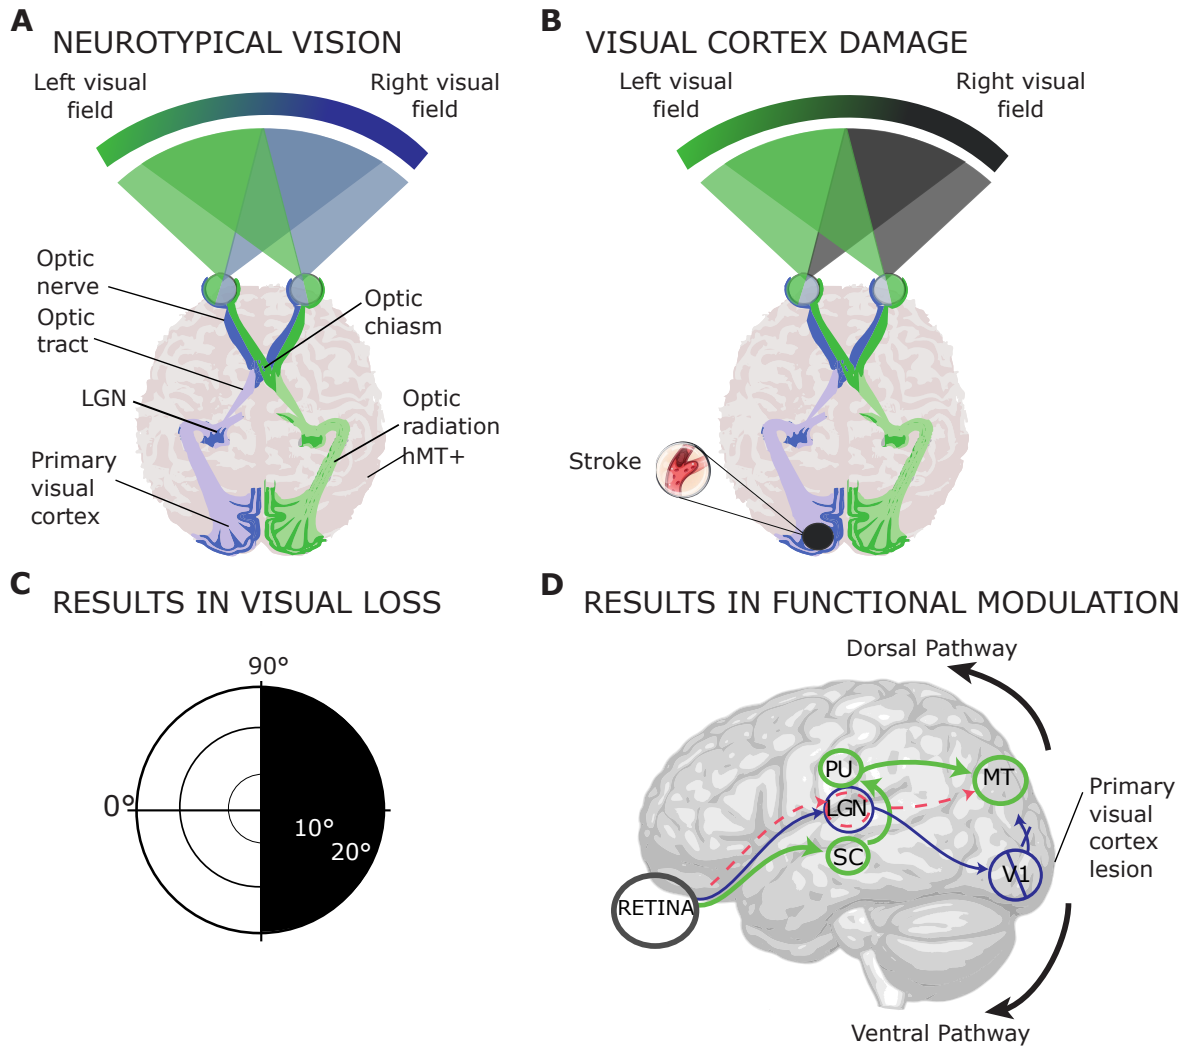 A
NEUROTYPICAL VISION
Left visual
field
Right visual
field
Optic
nerve
Optic
tract
Optic
chiasm
LGN
Optic
radiation
hMT+
Primary
visual
cortex
B
VISUAL CORTEX DAMAGE
Left visual
field
Right visual
field
Stroke
C
RESULTS IN VISUAL LOSS
90°
0°
10°
20°
D
RESULTS IN FUNCTIONAL MODULATION
Dorsal Pathway
PU
MT
LGN
SC
V1
RETINA
Primary
visual
cortex
lesion
Ventral Pathway